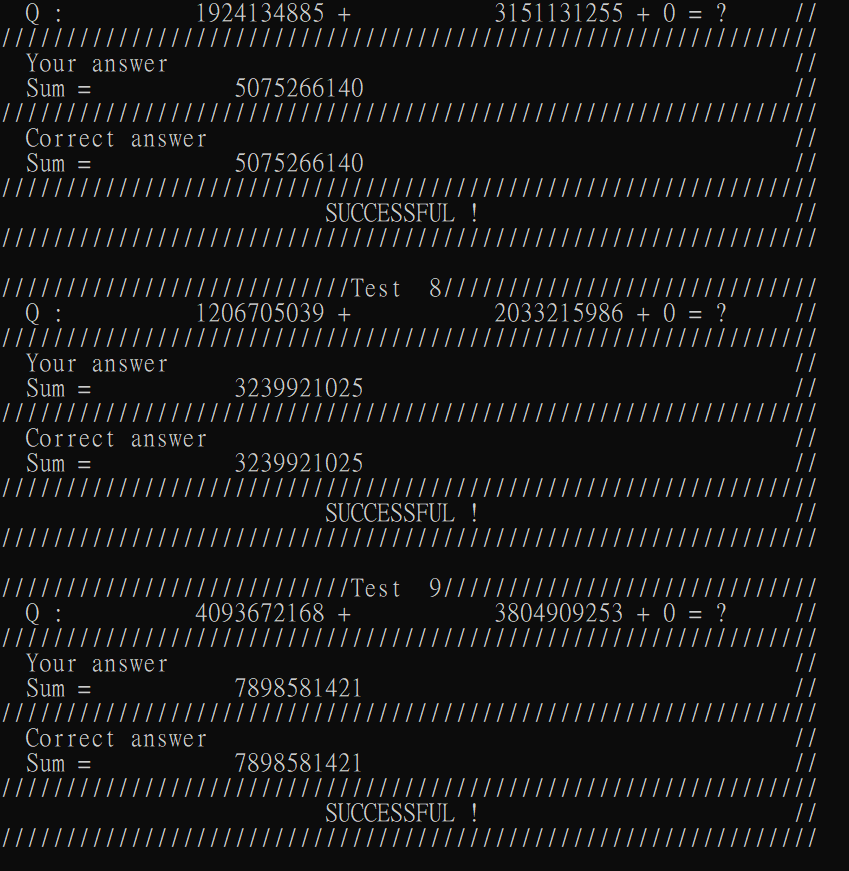 Q :          1924134885 +           3151131255 + 0 = ?     //
///////////////////////////////////////////////////////////////
Your answer                                                //
Sum =           5075266140                                 //
///////////////////////////////////////////////////////////////
Correct answer                                             //
Sum =           5075266140                                 //
///////////////////////////////////////////////////////////////
SUCCESSFUL !                        //
///////////////////////////////////////////////////////////////
///////////////////////////Test  8/////////////////////////////
Q :          1206705039 +           2033215986 + 0 = ?     //
///////////////////////////////////////////////////////////////
Your answer                                                //
Sum =           3239921025                                 //
///////////////////////////////////////////////////////////////
Correct answer                                             //
Sum =           3239921025                                 //
///////////////////////////////////////////////////////////////
SUCCESSFUL !                        //
///////////////////////////////////////////////////////////////
///////////////////////////Test  9/////////////////////////////
Q :          4093672168 +           3804909253 + 0 = ?     //
///////////////////////////////////////////////////////////////
Your answer                                                //
Sum =           7898581421                                 //
///////////////////////////////////////////////////////////////
Correct answer                                             //
Sum =           7898581421                                 //
///////////////////////////////////////////////////////////////
SUCCESSFUL !                        //
///////////////////////////////////////////////////////////////